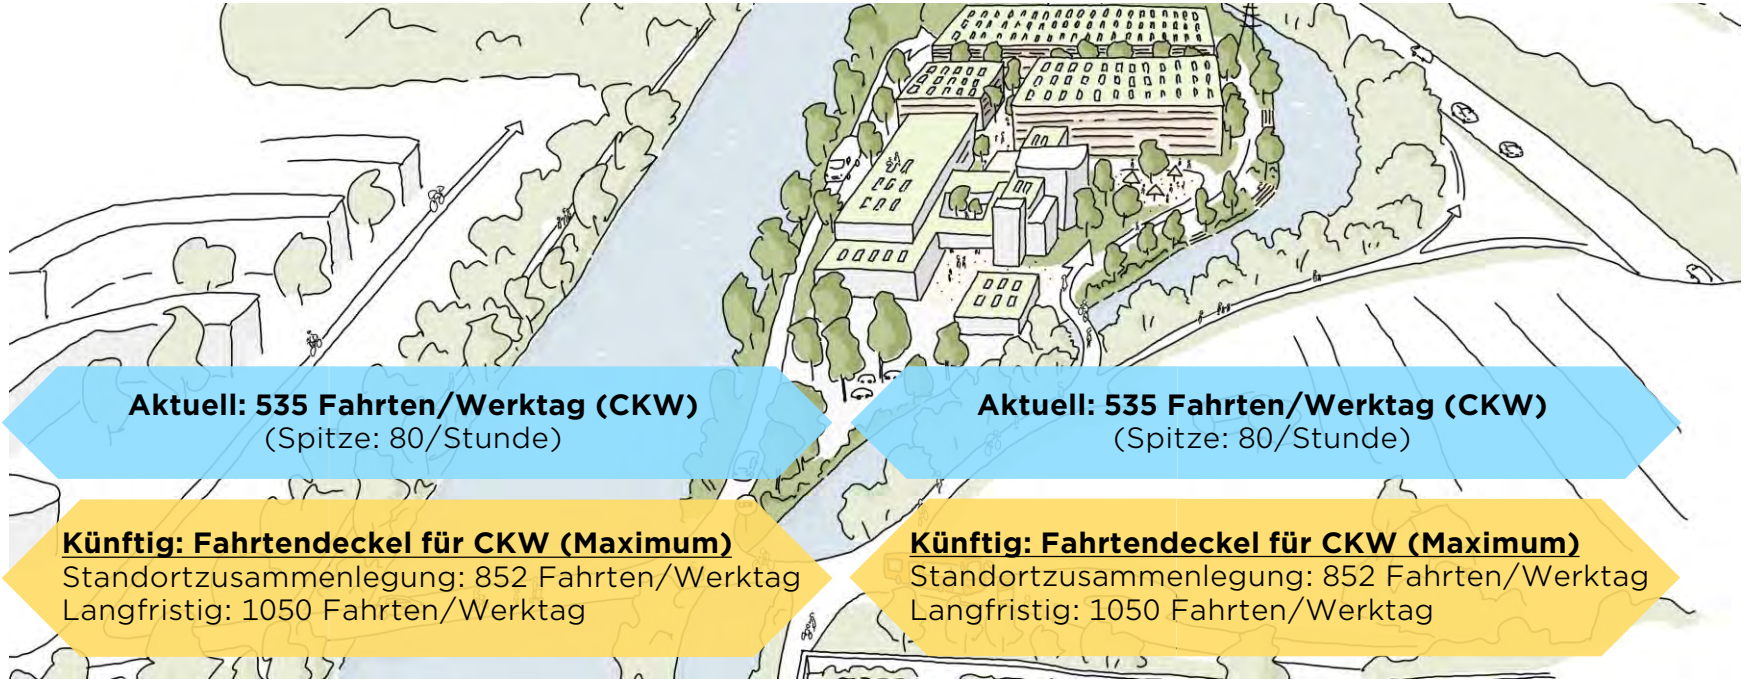 Aktuell: 535 Fahrten/Werktag (CKW)
(Spitze: 80/Stunde)
Künftig: Fahrtendeckel für CKW (Maximum)
Standortzusammenlegung: 852 Fahrten/Werktag
Langfristig: 1050 Fahrten/Werktag
Aktuell: 535 Fahrten/Werktag (CKW)
(Spitze: 80/Stunde)
Künftig: Fahrtendeckel für CKW (Maximum)
Standortzusammenlegung: 852 Fahrten/Werktag
Langfristig: 1050 Fahrten/Werktag